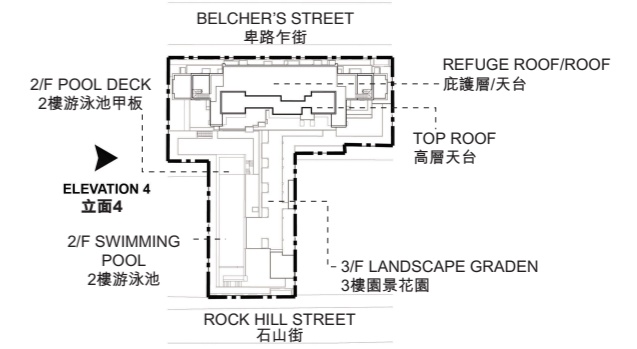 BELCHER'S STREET
卑路乍街
REFUGE ROOF/ROOF
庇護層/天台
2/F POOL DECK
2樓游泳池甲板
TOP ROOF
高層天台
ELEVATION 4
立面4
2/F SWIMMING
POOL
2樓游泳池
3/F LANDSCAPE GRADEN
3樓園景花園
ROCK HILL STREET
石山街